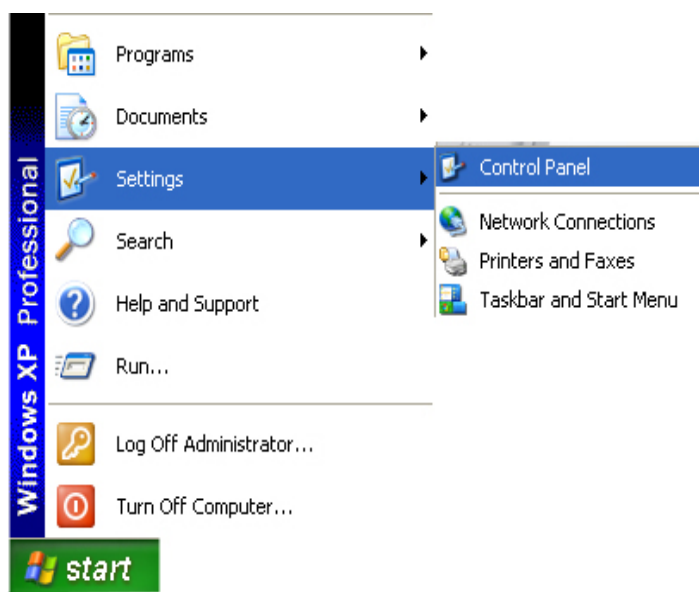 Programs
Documents
Settings
Search
Help and Support
Run...
Log Off Administrator...
Turn Off Computer...
Control Panel
Network Connections
Printers and Faxes
Taskbar and Start Menu
Windows XP Professional
start